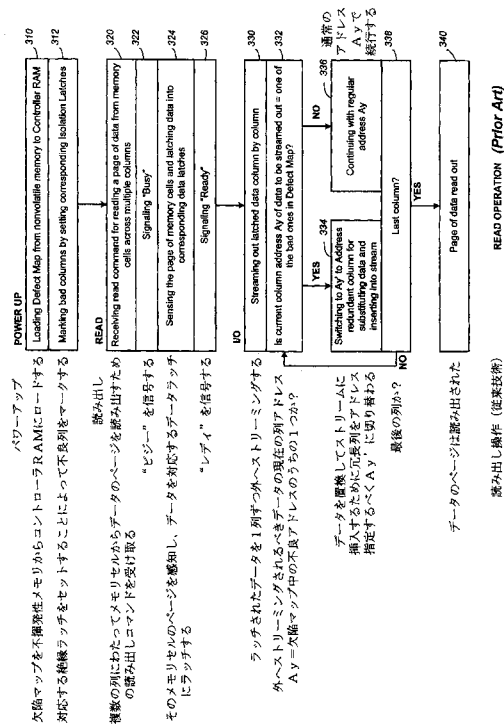 パワーアップ
欠陥マップを不揮発性メモリからコントローラRAMにロードする
対応する絶縁ラッチをセットすることによって不良列をマークする
POWER UP
Loading Defect Map from nonvolatile memory to Controller RAM
310
Marking bad columns by setting corresponding Isolation Latches
312
読み出し
複数の列にわたってメモリセルからデータのページを読み出すため
の読み出しコマンドを受け取る
“ビジー”を信号する
そのメモリセルのページを感知し、データを対応するデータラッチ
にラッチする
“レディ”を信号する
READ
Receiving read command for reading a page of data from memory
cells across multiple columns
320
Signaling "Busy"
322
Sensing the page of memory cells and latching data into
corresponding data latches
324
Signaling "Ready"
326
ラッチされたデータを1列ずつ外へストリーミングする
外へストリーミングされるべきデータの現在の列アドレス
Ay=欠陥マップ中の不良アドレスのうちの1つか?
I/O
Streaming out latched data column by column
330
Is current column address Ay of data to be streamed out = one of
the bad ones in Defect Map?
332
YES
NO
データを置換してストリームに
挿入するために冗長列をアドレス
指定するべくAy'に切り替わる
334
Switching to Ay' to Address
redundant column for
substituting data and
inserting into stream
336
Continuing with regular
address Ay
通常の
アドレス
Ayで
続行する
最後の列か?
Last column?
338
NO
YES
データのページは読み出された
Page of data read out
340
読み出し操作(従来技術)
READ OPERATION (Prior Art)